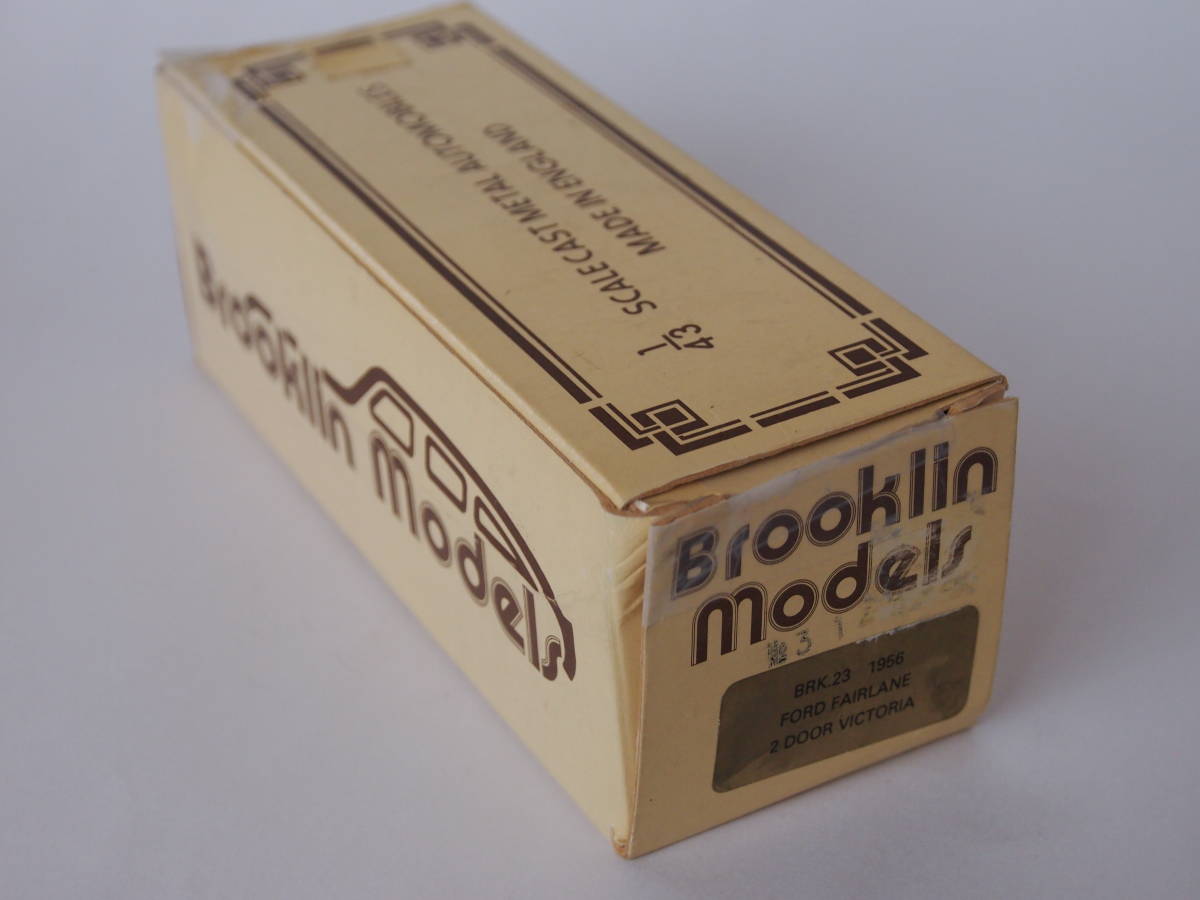 1/43 SCALE CAST METAL AUTOMOBILES
MADE IN ENGLAND
Brooklin Models
Brooklin
Models
BRK.23 1956
FORD FAIRLANE
2 DOOR VICTORIA